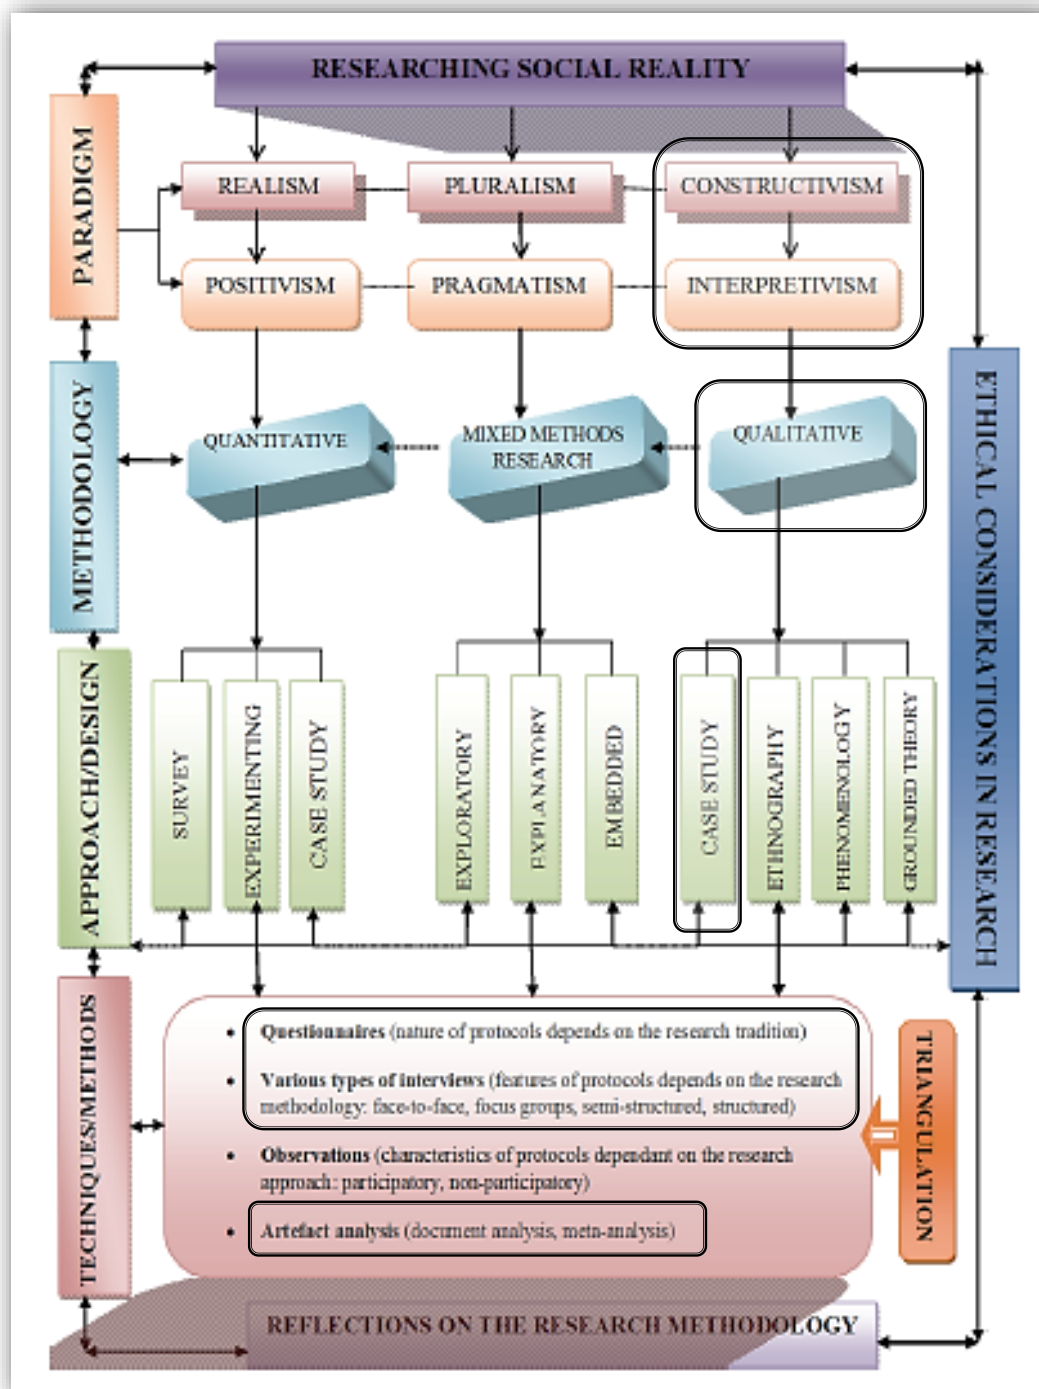 RESEARCHING SOCIAL REALITY
PARADIGM
REALISM
PLURALISM
CONSTRUCTIVISM
POSITIVISM
PRAGMATISM
INTERPRETIVISM
METHODOLOGY
QUANTITATIVE
MIXED METHODS
RESEARCH
QUALITATIVE
ETHICAL CONSIDERATIONS IN RESEARCH
APPROACH/DESIGN
SURVEY
EXPERIMENTING
CASE STUDY
EXPLORATORY
EXPLANATORY
EMBEDDED
CASE STUDY
ETHNOGRAPHY
PHENOMENOLOGY
GROUNDED THEORY
TECHNIQUES/METHODS
• Questionnaires (nature of protocols depends on the research tradition)
• Various types of interviews (features of protocols depends on the research
methodology: face-to-face, focus groups, semi-structured, structured)
• Observations (characteristics of protocols dependant on the research
approach: participatory, non-participatory)
• Artefact analysis (document analysis, meta-analysis)
TRIANGULATION
REFLECTIONS ON THE RESEARCH METHODOLOGY